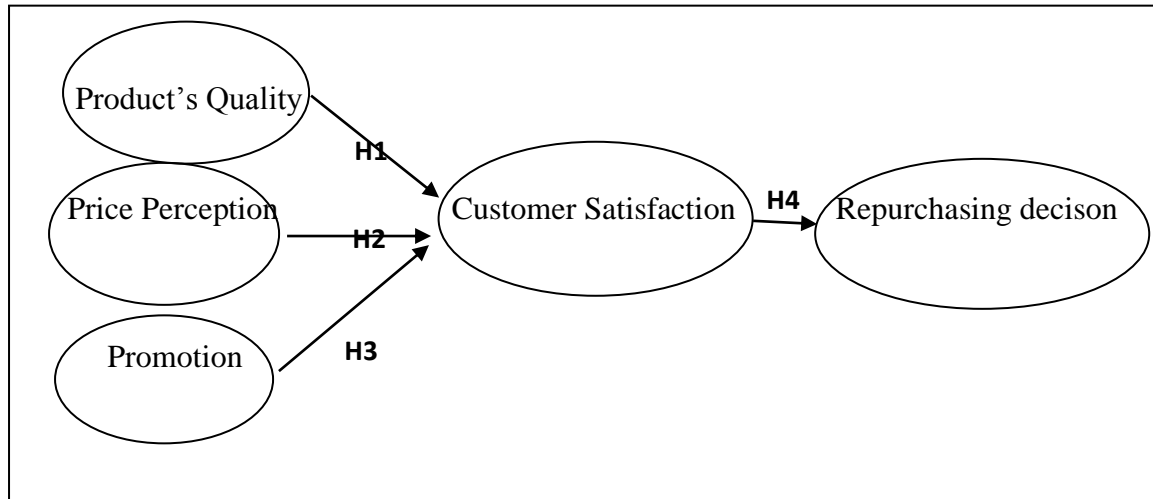 Product’s Quality
H1
Price Perception
H2
Customer Satisfaction
H4
Repurchasing decison
Promotion
H3